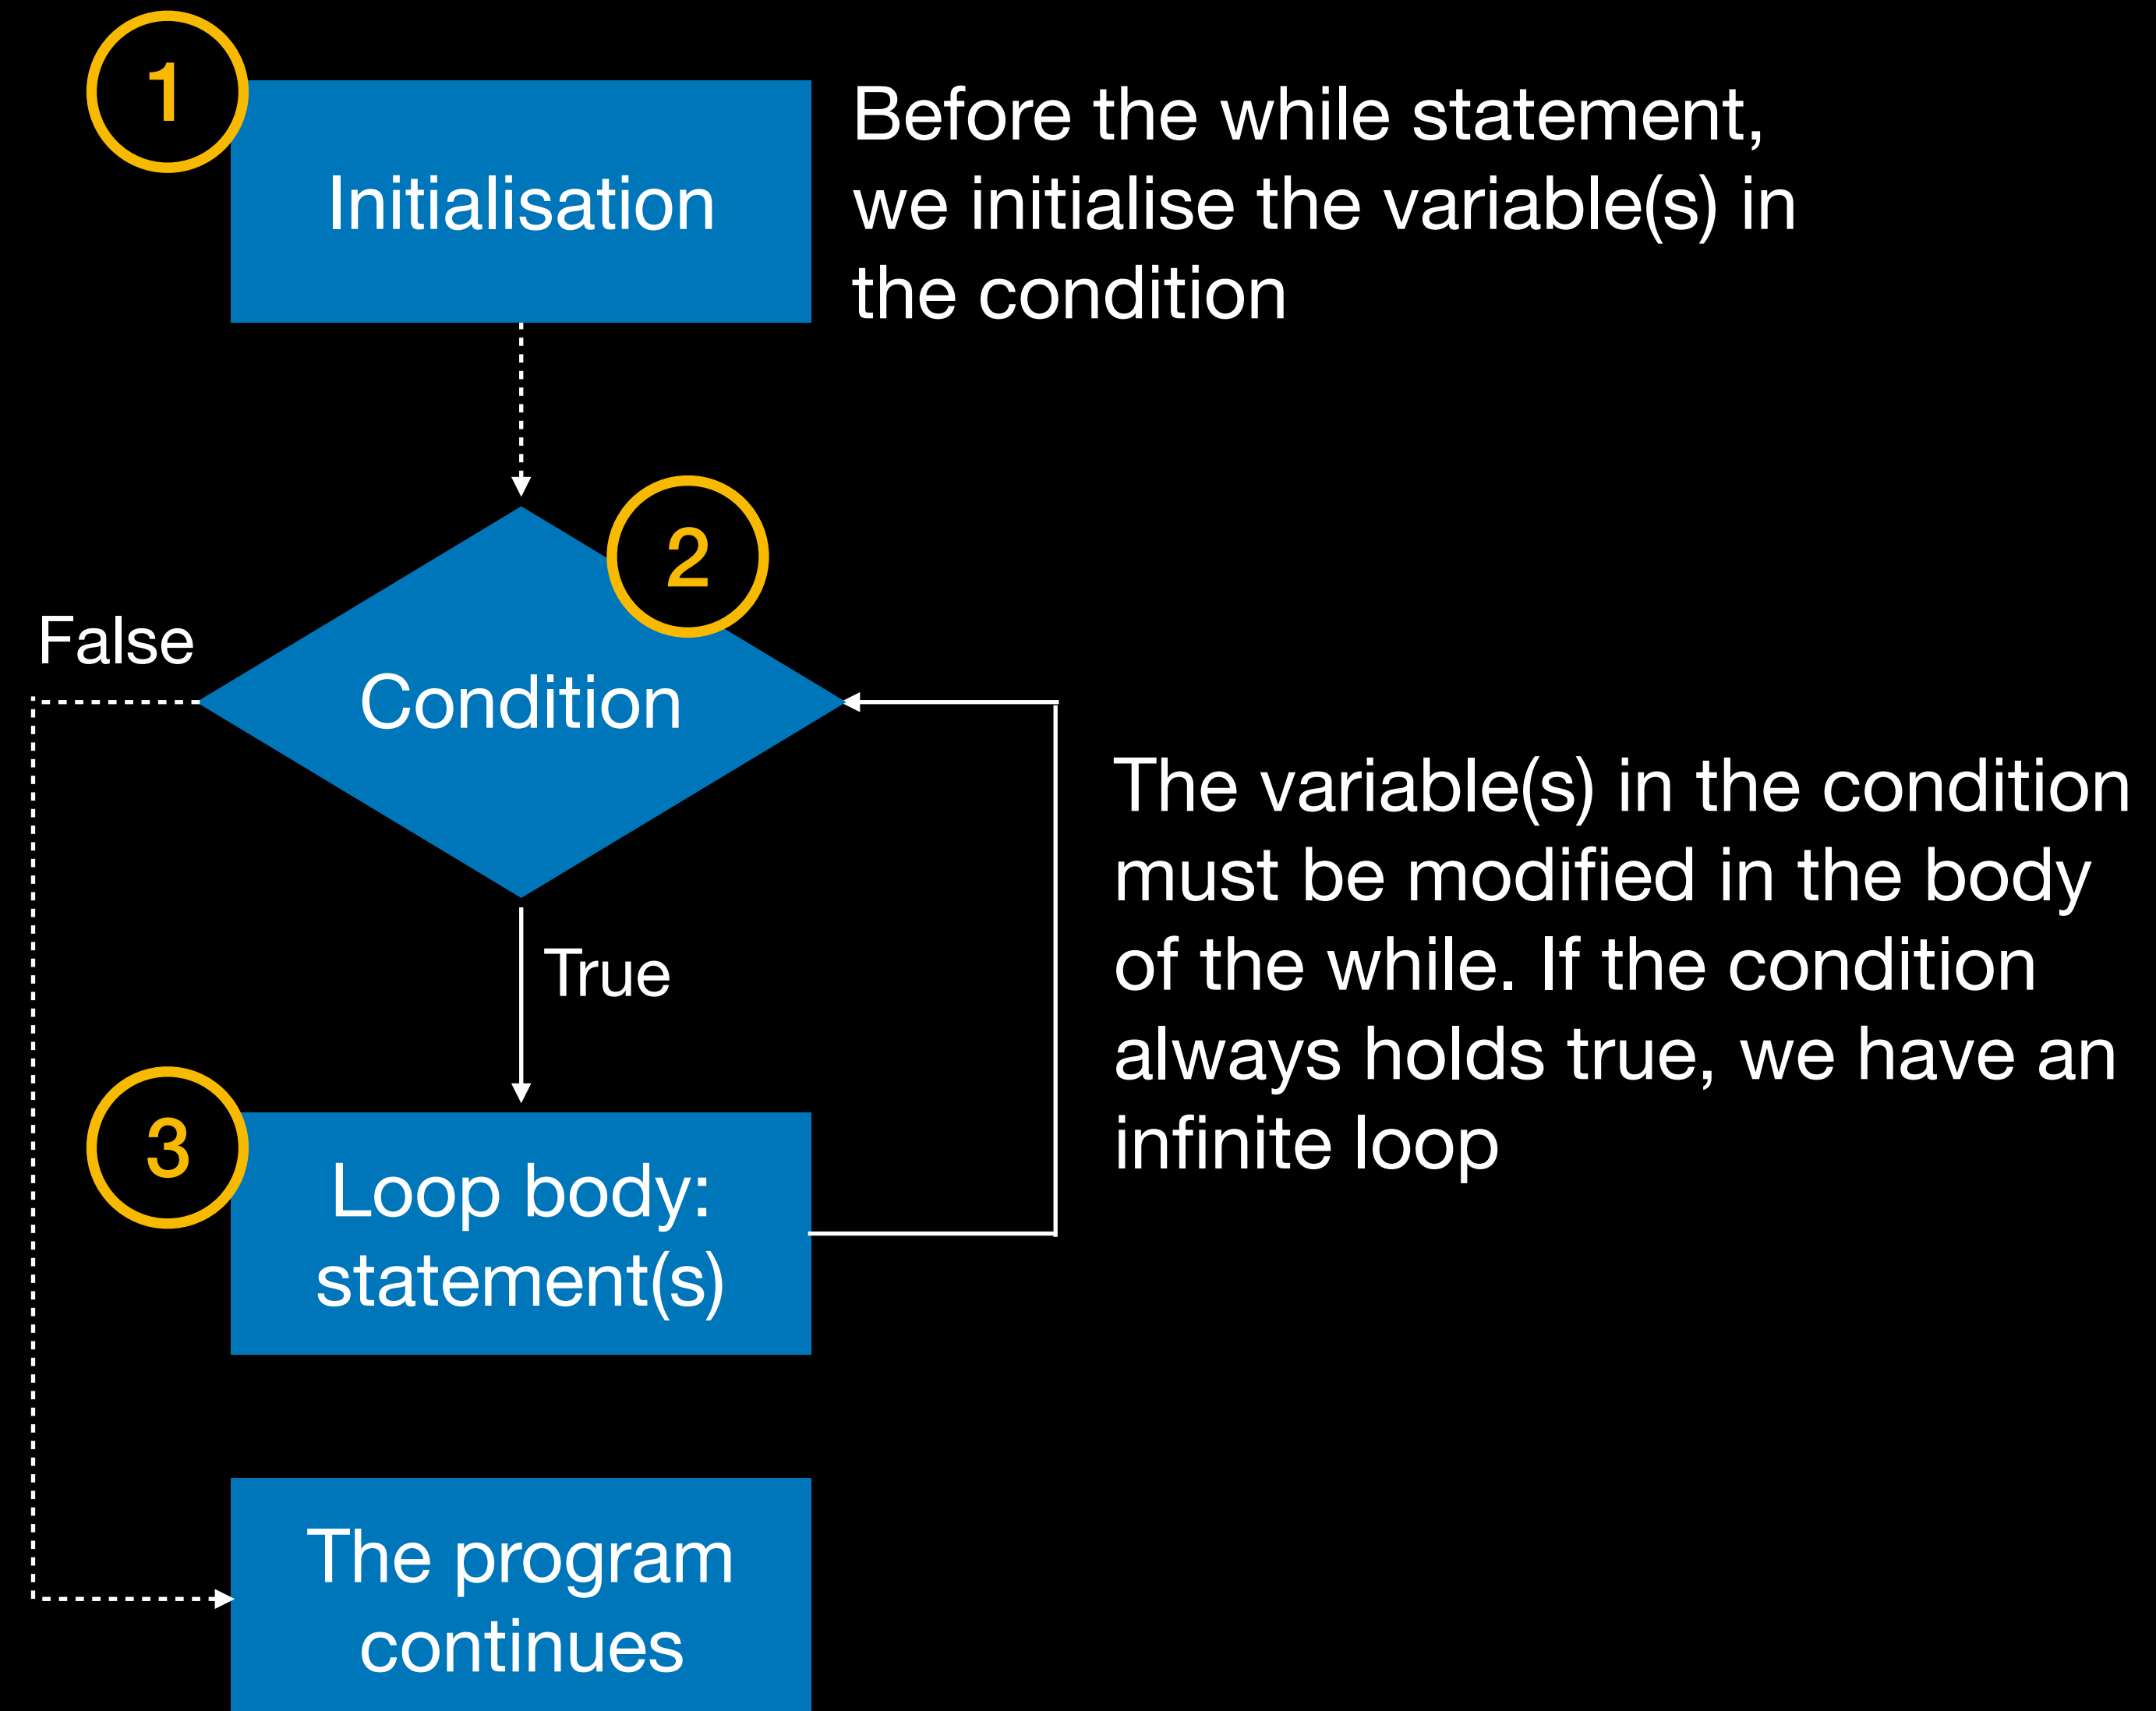 1
Initialisation
Before the while statement,
we initialise the variable(s) in
the condition
2
False
Condition
True
The variable(s) in the condition
must be modified in the body
of the while. If the condition
always holds true, we have an
infinite loop
3
Loop body:
statement(s)
The program
continues